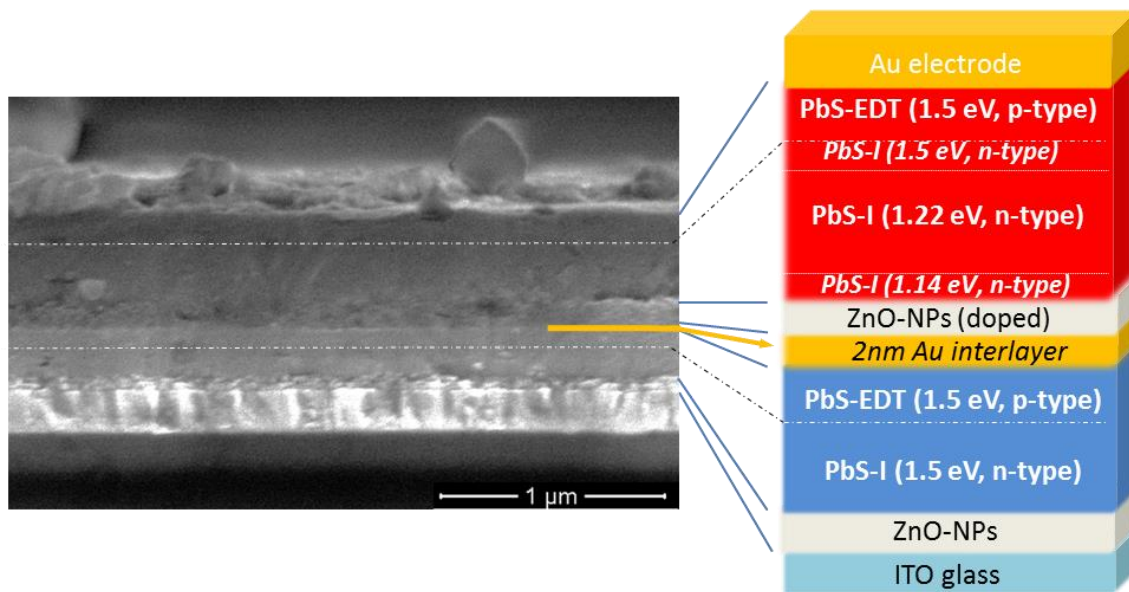 Au electrode
PbS-EDT (1.5 eV, p-type)
PbS-I (1.5 eV, n-type)
PbS-I (1.22 eV, n-type)
PbS-I (1.14 eV, n-type)
ZnO-NPs (doped)
2nm Au interlayer
PbS-EDT (1.5 eV, p-type)
PbS-I (1.5 eV, n-type)
ZnO-NPs
ITO glass
1 µm